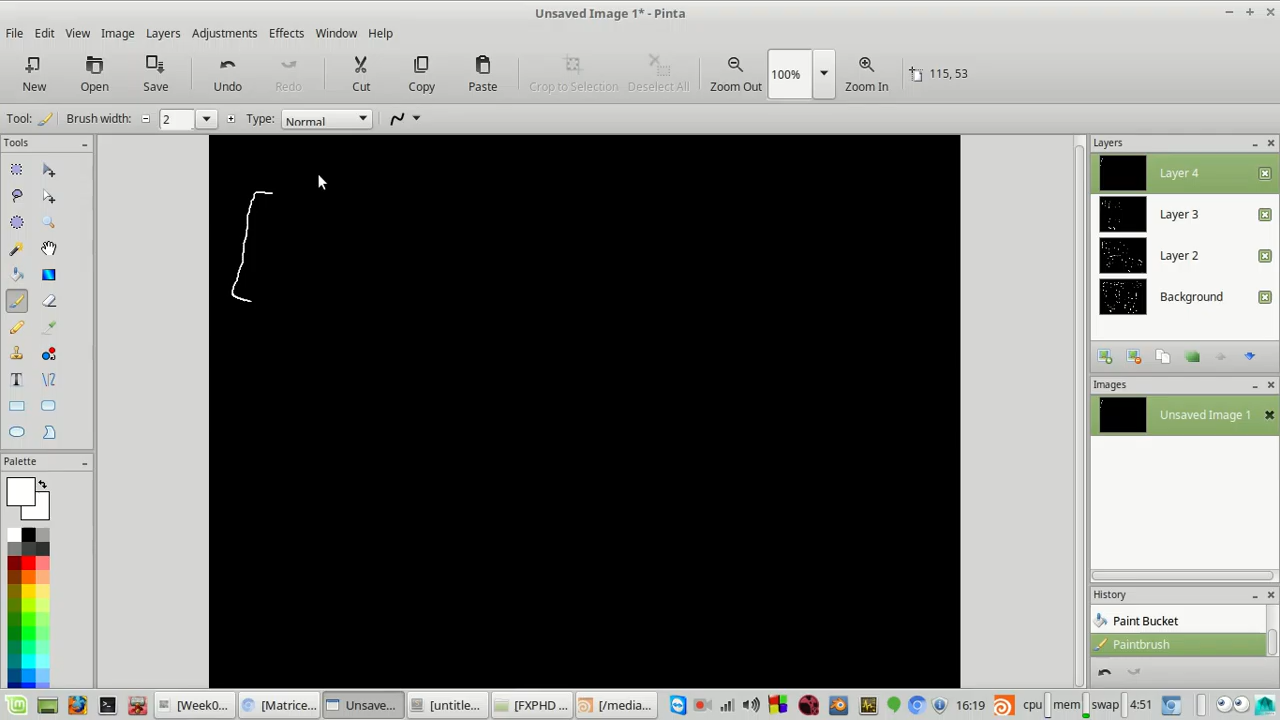 Unsaved Image 1* - Pinta
File Edit View Image Layers Adjustments Effects Window Help
New Open Save Undo Redo Cut Copy Paste Crop to Selection Deselect All Zoom Out 100% Zoom In 115, 53
Tool: Brush width: 2 Type: Normal
Tools
Layers
Layer 4
Layer 3
Layer 2
Background
Images
Unsaved Image 1
Palette
History
Paint Bucket
Paintbrush
[Week0... [Matrice... Unsave... [untitle... [FXPHD ... [/media... 16:19 cpu mem swap 4:51